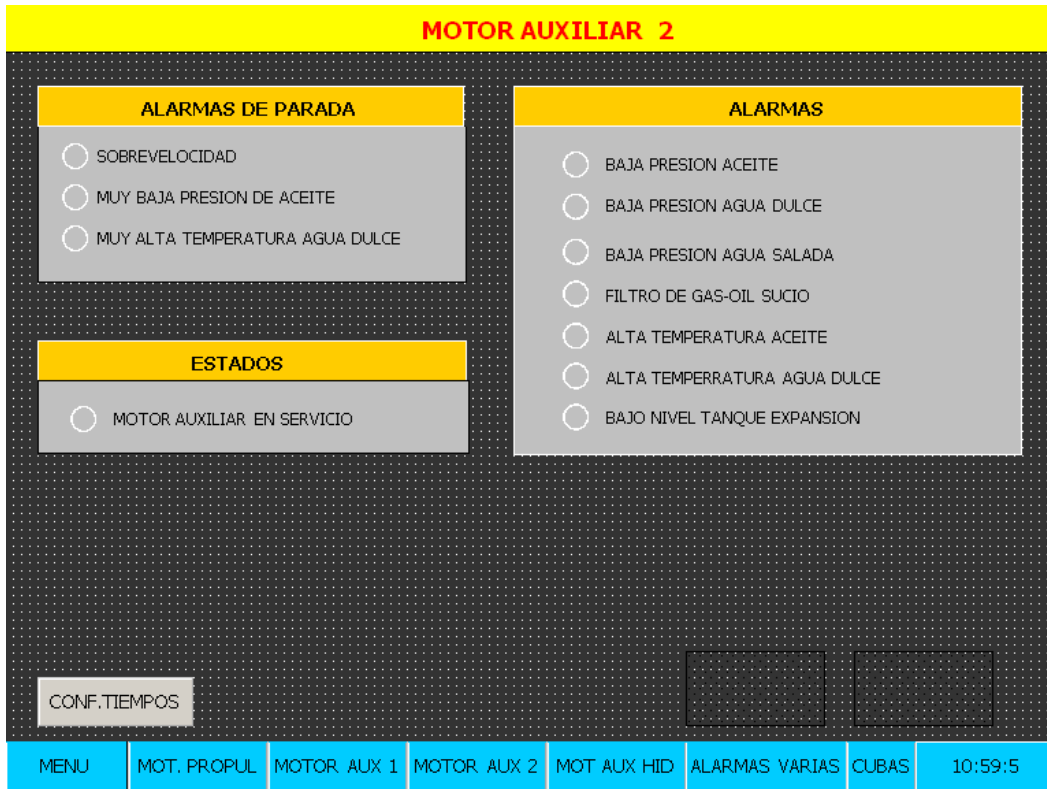 MOTOR AUXILIAR 2
ALARMAS DE PARADA
SOBREVELOCIDAD
MUY BAJA PRESION DE ACEITE
MUY ALTA TEMPERATURA AGUA DULCE
ESTADOS
MOTOR AUXILIAR EN SERVICIO
ALARMAS
BAJA PRESION ACEITE
BAJA PRESION AGUA DULCE
BAJA PRESION AGUA SALADA
FILTRO DE GAS-OIL SUCIO
ALTA TEMPERATURA ACEITE
ALTA TEMPERRATURA AGUA DULCE
BAJO NIVEL TANQUE EXPANSION
CONF.TIEMPOS
MENU
MOT. PROPUL
MOTOR AUX 1
MOTOR AUX 2
MOT AUX HID
ALARMAS VARIAS
CUBAS
10:59:5